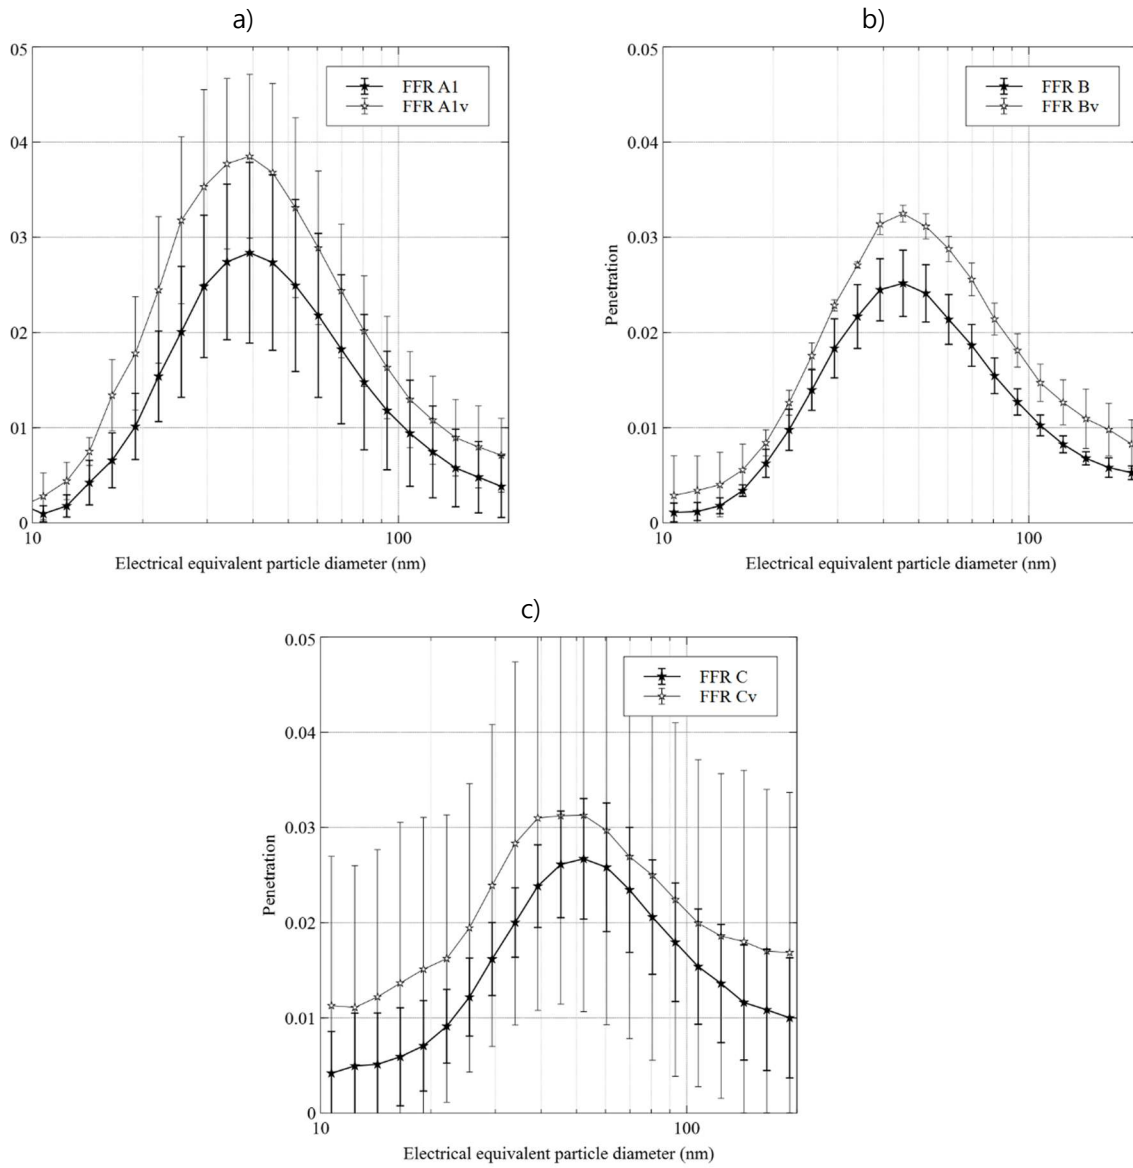 a)
05
FFR A1
FFR A1v
04
03
02
01
0
10
100
Electrical equivalent particle diameter (nm)
b)
0.05
FFR B
FFR Bv
0.04
0.03
Penetration
0.02
0.01
0
10
100
Electrical equivalent particle diameter (nm)
c)
0.05
FFR C
FFR Cv
0.04
0.03
Penetration
0.02
0.01
0
10
100
Electrical equivalent particle diameter (nm)